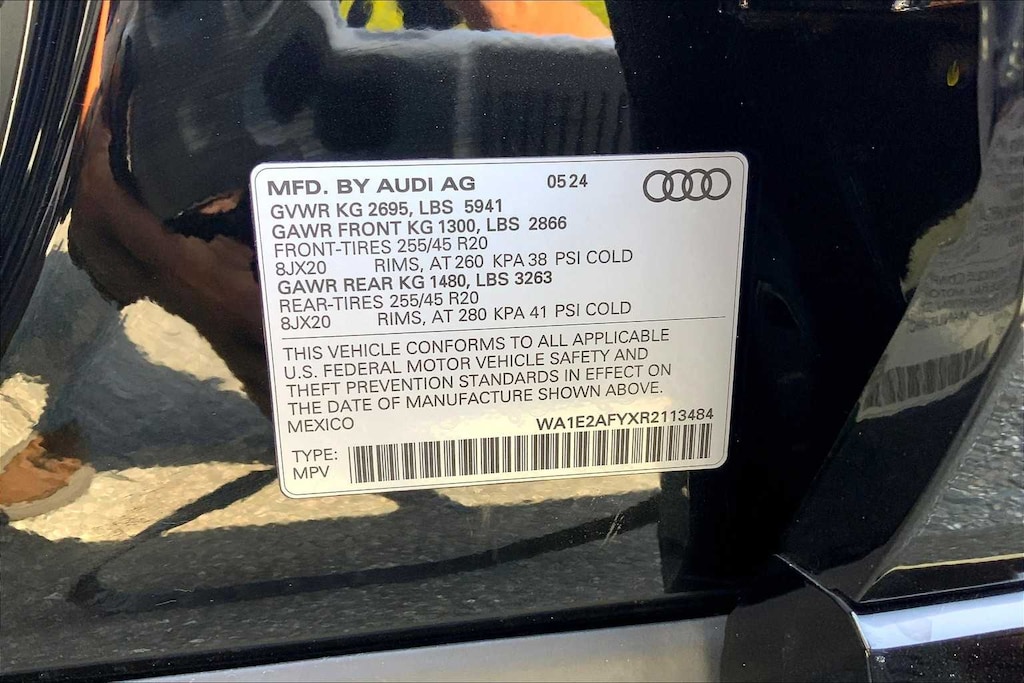 MFD. BY AUDI AG 0524
GVWR KG 2695, LBS 5941
GAWR FRONT KG 1300, LBS 2866
FRONT-TIRES 255/45 R20
8JX20 RIMS, AT 260 KPA 38 PSI COLD
GAWR REAR KG 1480, LBS 3263
REAR-TIRES 255/45 R20
8JX20 RIMS, AT 280 KPA 41 PSI COLD
THIS VEHICLE CONFORMS TO ALL APPLICABLE
U.S. FEDERAL MOTOR VEHICLE SAFETY AND
THEFT PREVENTION STANDARDS IN EFFECT ON
THE DATE OF MANUFACTURE SHOWN ABOVE.
MEXICO WA1E2AFYXR2113484
TYPE:
MPV